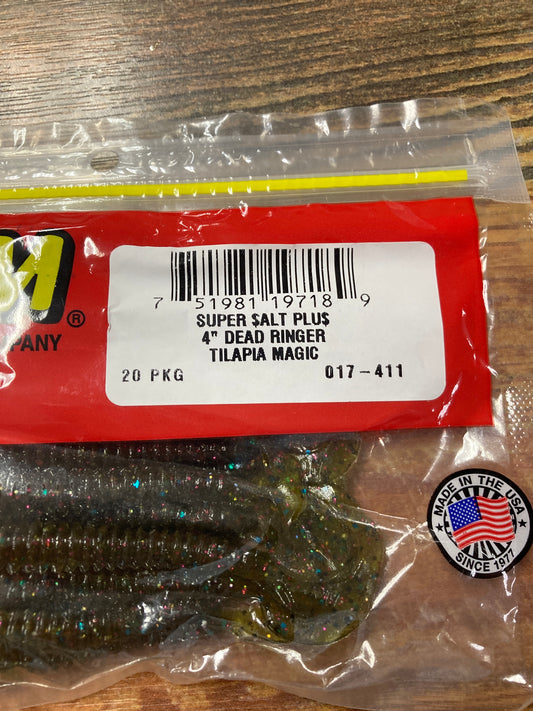 M®
MPANY
7 51981 19718 9
SUPER $ALT PLU$
4" DEAD RINGER
TILAPIA MAGIC
20 PKG 017-411
MADE IN THE USA
SINCE 1977